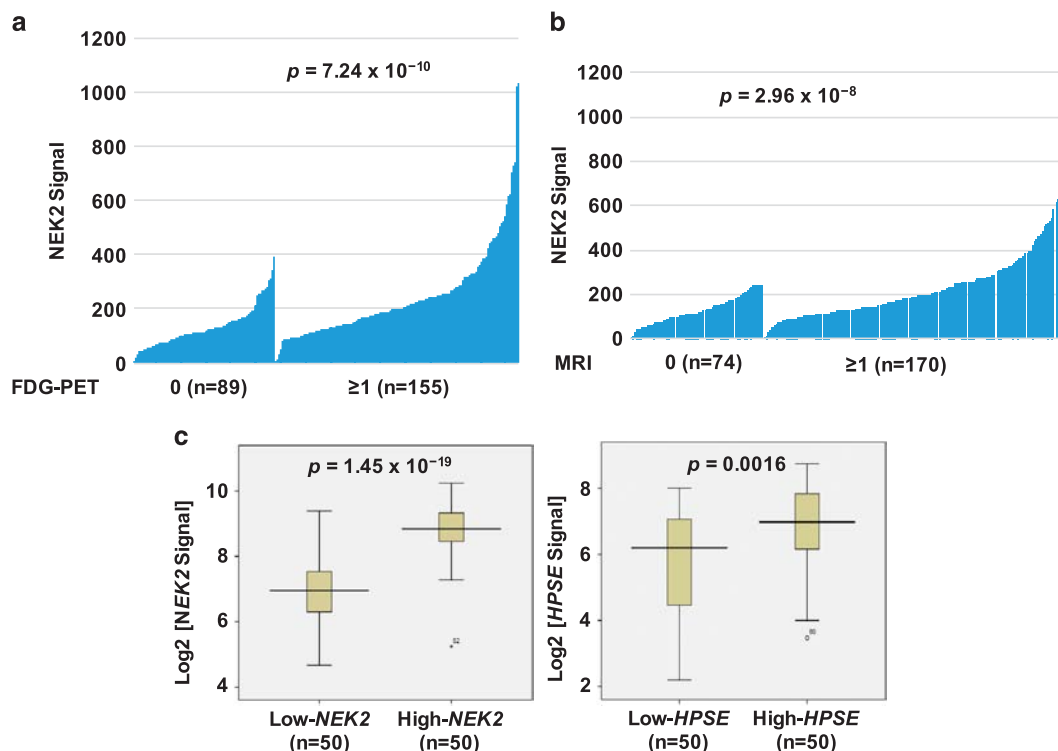 a
1200
1000
800
600
400
200
0
NEK2 Signal
p = 7.24 x 10⁻¹⁰
FDG-PET 0 (n=89) ≥1 (n=155)
b
1200
1000
800
600
400
200
0
NEK2 Signal
p = 2.96 x 10⁻⁸
MRI 0 (n=74) ≥1 (n=170)
c
p = 1.45 x 10⁻¹⁹
10
8
6
4
Log2 [NEK2 Signal]
Low-NEK2 High-NEK2
(n=50) (n=50)
p = 0.0016
8
6
4
2
Log2 [HPSE Signal]
Low-HPSE High-HPSE
(n=50) (n=50)